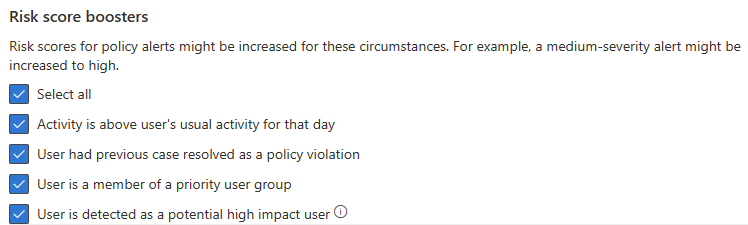 Risk score boosters
Risk scores for policy alerts might be increased for these circumstances. For example, a medium-severity alert might be
increased to high.
Select all
Activity is above user's usual activity for that day
User had previous case resolved as a policy violation
User is a member of a priority user group
User is detected as a potential high impact user